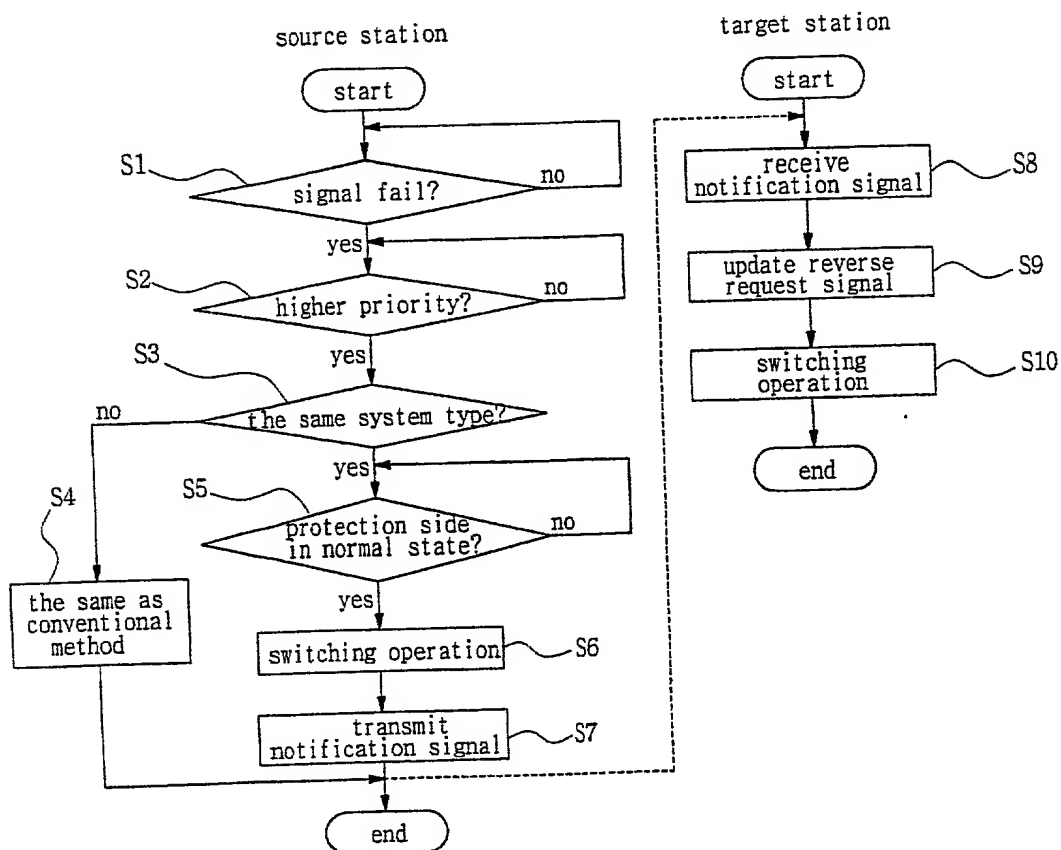 source station
start
S1
signal fail?
no
yes
S2
higher priority?
no
yes
S3
the same system type?
no
yes
S4
the same as
conventional
method
S5
protection side
in normal state?
no
yes
switching operation
S6
transmit
notification signal
S7
end
target station
start
receive
notification signal
S8
update reverse
request signal
S9
switching
operation
S10
end